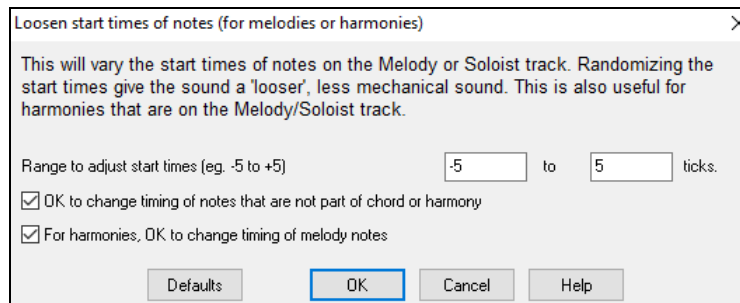 Loosen start times of notes (for melodies or harmonies)
This will vary the start times of notes on the Melody or Soloist track. Randomizing the
start times give the sound a 'looser', less mechanical sound. This is also useful for
harmonies that are on the Melody/Soloist track.
Range to adjust start times (eg. -5 to +5) -5 to 5 ticks.
OK to change timing of notes that are not part of chord or harmony
For harmonies, OK to change timing of melody notes
Defaults OK Cancel Help